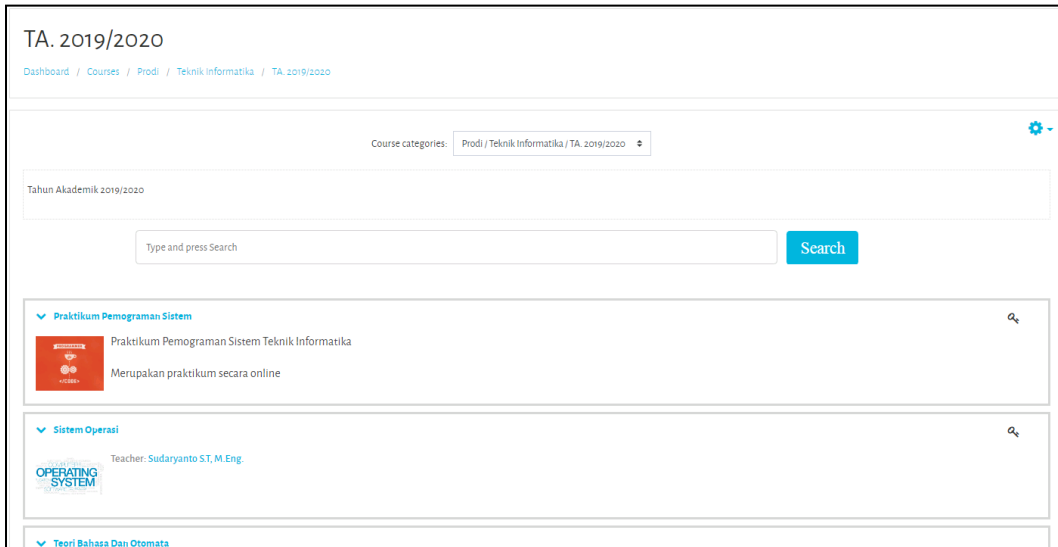 TA. 2019/2020
Dashboard / Courses / Prodi / Teknik Informatika / TA. 2019/2020
Course categories: Prodi / Teknik Informatika / TA. 2019/2020
Tahun Akademik 2019/2020
Type and press Search
Search
Praktikum Pemograman Sistem
Praktikum Pemograman Sistem Teknik Informatika
Merupakan praktikum secara online
Sistem Operasi
Teacher: Sudaryanto S.T, M.Eng.
OPERATING
SYSTEM
Teori Bahasa Dan Otomata